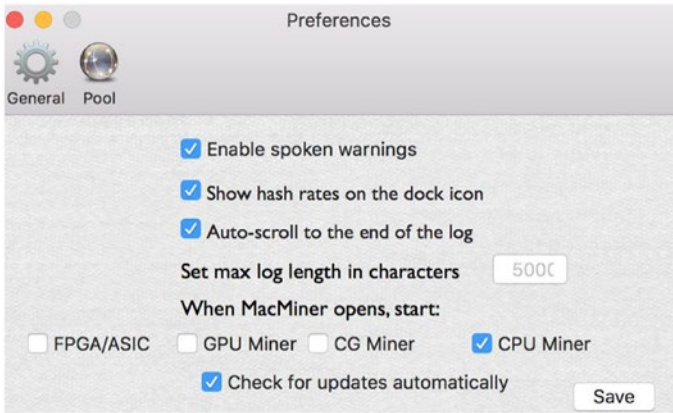 Preferences
General Pool
Enable spoken warnings
Show hash rates on the dock icon
Auto-scroll to the end of the log
Set max log length in characters 5000
When MacMiner opens, start:
FPGA/ASIC GPU Miner CG Miner CPU Miner
Check for updates automatically
Save